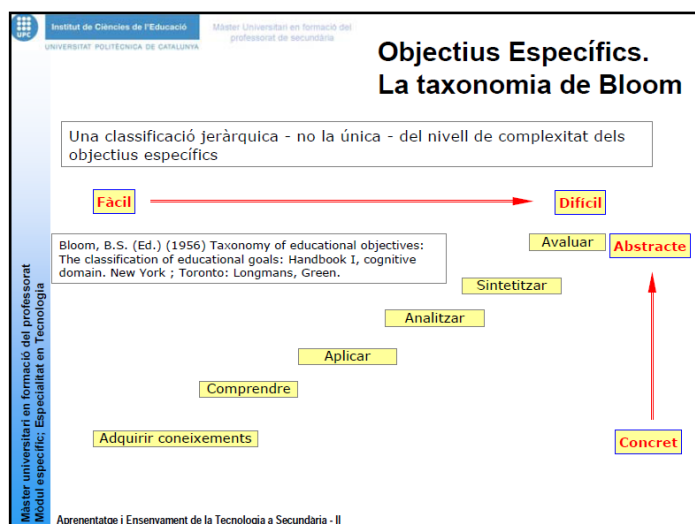 UPC
Institut de Ciències de l'Educació
UNIVERSITAT POLITÈCNICA DE CATALUNYA
Màster Universitari en formació del
professorat de secundària
Objectius Específics.
La taxonomia de Bloom
Una classificació jeràrquica - no la única - del nivell de complexitat dels
objectius específics
Fàcil
Difícil
Bloom, B.S. (Ed.) (1956) Taxonomy of educational objectives:
The classification of educational goals: Handbook I, cognitive
domain. New York ; Toronto: Longmans, Green.
Avaluar
Abstracte
Sintetitzar
Analitzar
Aplicar
Comprendre
Adquirir coneixements
Concret
Màster universitari en formació del professorat
Mòdul específic; Especialitat en Tecnologia
Aprenentatge i Ensenyament de la Tecnologia a Secundària - II